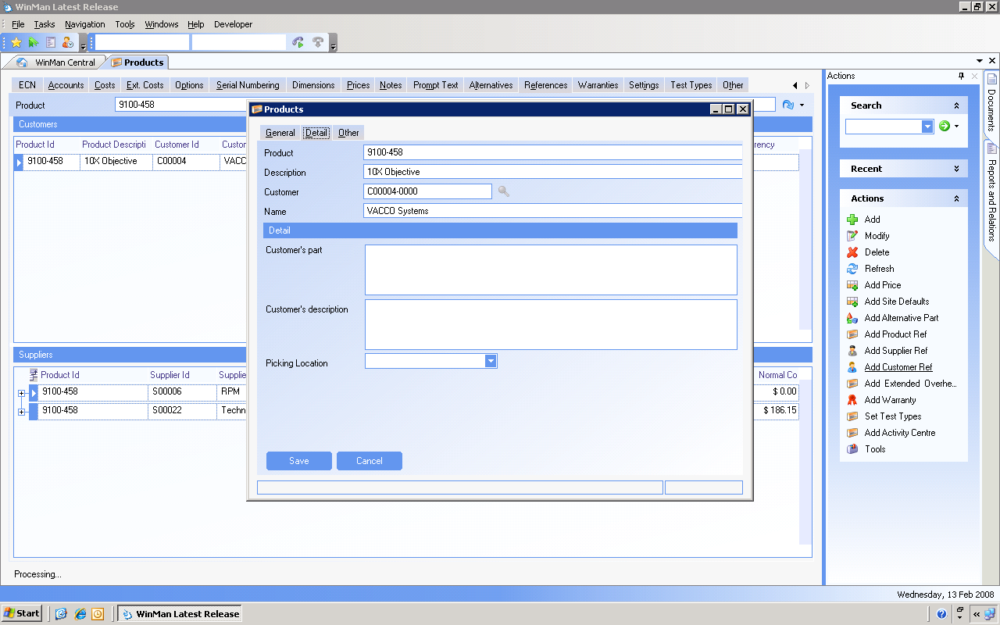 WinMan Latest Release
File Tasks Navigation Tools Windows Help Developer
WinMan Central Products
ECN Accounts Costs Ext. Costs Options Serial Numbering Dimensions Prices Notes Prompt Text Alternatives References Warranties Settings Test Types Other
Product 9100-458
Customers
Product Id Product Descripti Customer Id Custor rrency
9100-458 10X Objective C00004 VACC
Suppliers
Product Id Supplier Id Supplie Normal Co
9100-458 S00006 RPM $ 0.00
9100-458 S00022 Techn $ 186.15
Processing...
Products
General Detail Other
Product 9100-458
Description 10X Objective
Customer C00004-0000
Name VACCO Systems
Detail
Customer's part
Customer's description
Picking Location
Save Cancel
Actions
Search
Recent
Actions
Add
Modify
Delete
Refresh
Add Price
Add Site Defaults
Add Alternative Part
Add Product Ref
Add Supplier Ref
Add Customer Ref
Add Extended Overhe...
Add Warranty
Set Test Types
Add Activity Centre
Tools
Documents
Reports and Relations
Wednesday, 13 Feb 2008
Start WinMan Latest Release